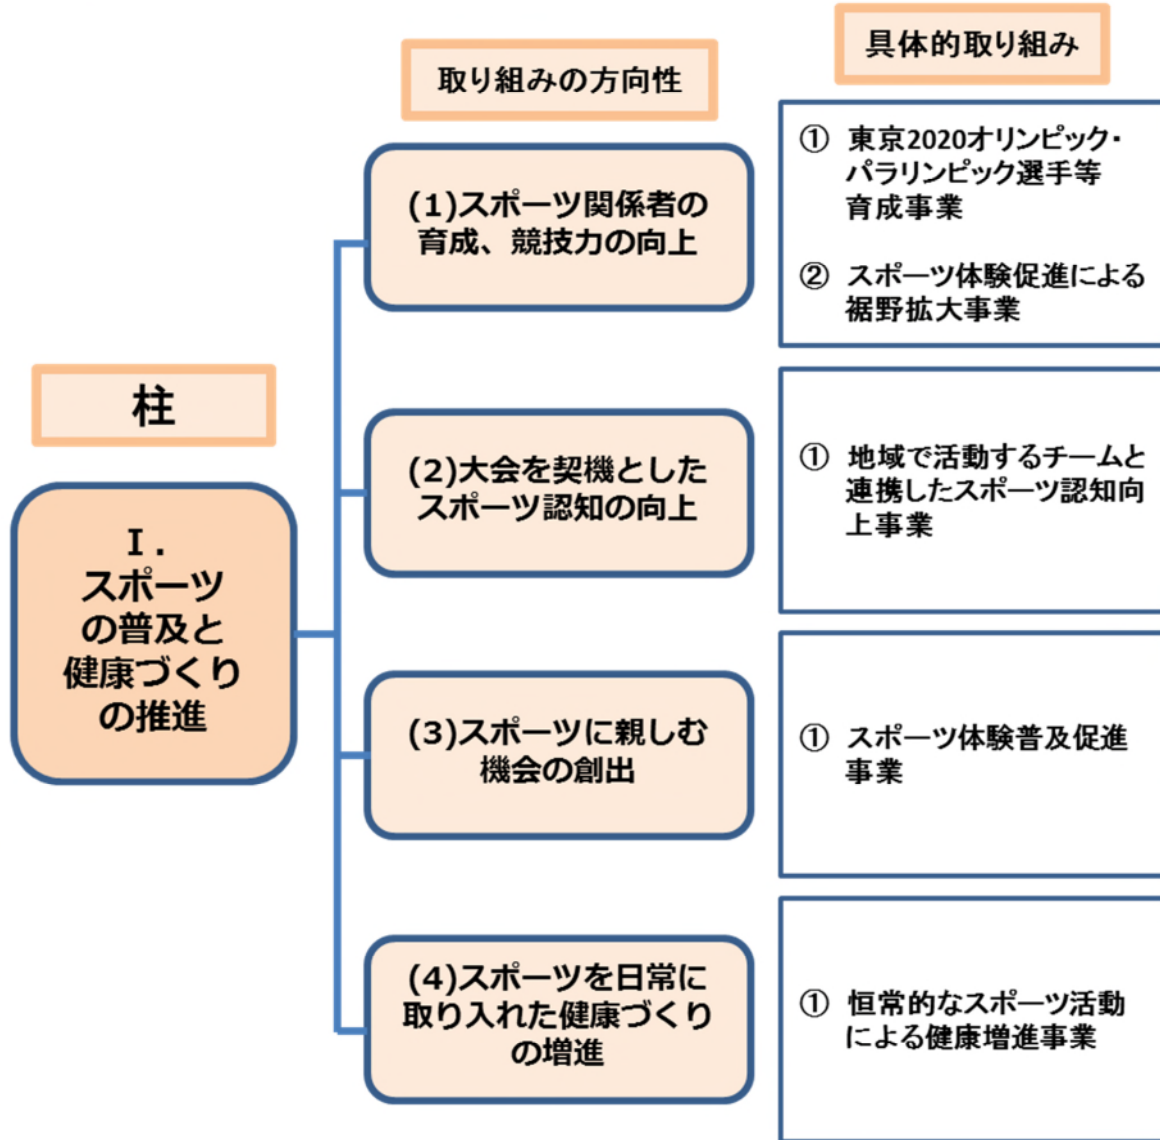 柱
取り組みの方向性
具体的取り組み
Ⅰ.
スポーツ
の普及と
健康づくり
の推進
(1)スポーツ関係者の
育成、競技力の向上
① 東京2020オリンピック・
パラリンピック選手等
育成事業
② スポーツ体験促進による
裾野拡大事業
(2)大会を契機とした
スポーツ認知の向上
① 地域で活動するチームと
連携したスポーツ認知向
上事業
(3)スポーツに親しむ
機会の創出
① スポーツ体験普及促進
事業
(4)スポーツを日常に
取り入れた健康づくり
の増進
① 恒常的なスポーツ活動
による健康増進事業